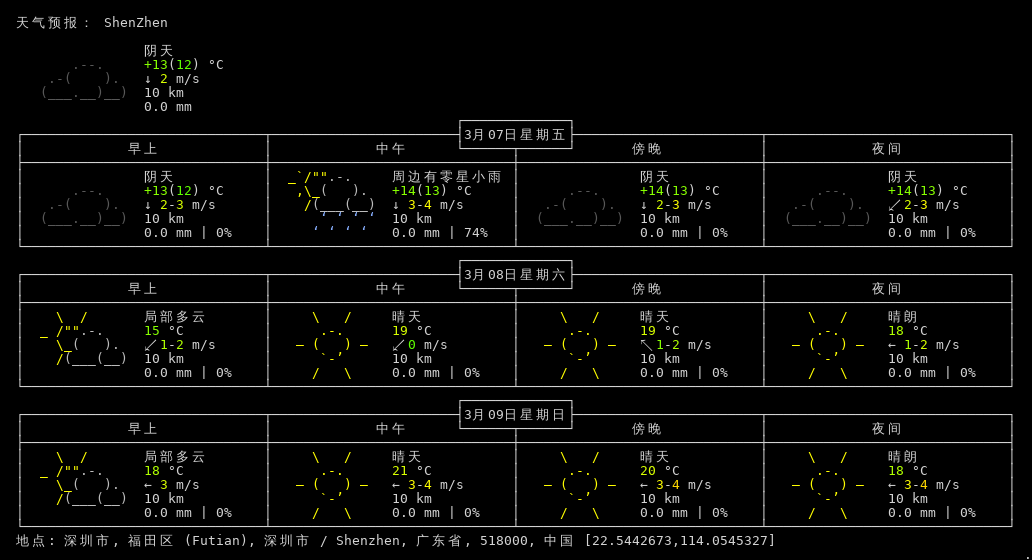 天气预报： ShenZhen
阴天
+13(12) °C
↓ 2 m/s
10 km
0.0 mm
3月07日星期五
早上 中午 傍晚 夜间
阴天 周边有零星小雨 阴天 阴天
+13(12) °C +14(13) °C +14(13) °C +14(13) °C
↓ 2-3 m/s ↓ 3-4 m/s ↓ 2-3 m/s ↙ 2-3 m/s
10 km 10 km 10 km 10 km
0.0 mm | 0% 0.0 mm | 74% 0.0 mm | 0% 0.0 mm | 0%
3月08日星期六
早上 中午 傍晚 夜间
局部多云 晴天 晴天 晴朗
15 °C 19 °C 19 °C 18 °C
↙ 1-2 m/s ↙ 0 m/s ↖ 1-2 m/s ← 1-2 m/s
10 km 10 km 10 km 10 km
0.0 mm | 0% 0.0 mm | 0% 0.0 mm | 0% 0.0 mm | 0%
3月09日星期日
早上 中午 傍晚 夜间
局部多云 晴天 晴天 晴朗
18 °C 21 °C 20 °C 18 °C
← 3 m/s ← 3-4 m/s ← 3-4 m/s ← 3-4 m/s
10 km 10 km 10 km 10 km
0.0 mm | 0% 0.0 mm | 0% 0.0 mm | 0% 0.0 mm | 0%
地点: 深圳市, 福田区 (Futian), 深圳市 / Shenzhen, 广东省, 518000, 中国 [22.5442673,114.0545327]